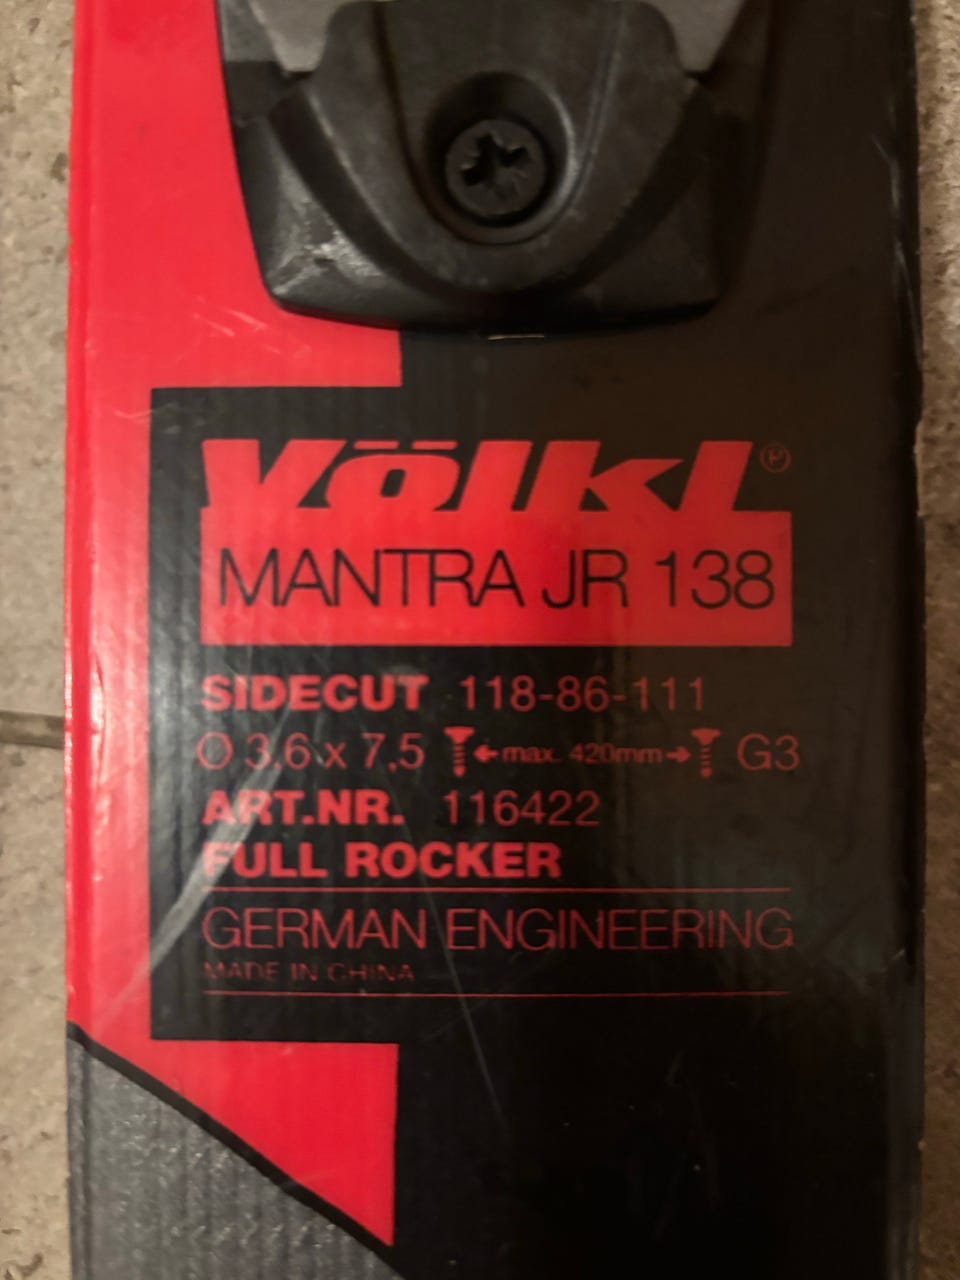 Völkl®
MANTRA JR 138
SIDECUT 118-86-111
Ø 3,6 x 7,5 ←max. 420mm→ G3
ART.NR. 116422
FULL ROCKER
GERMAN ENGINEERING
MADE IN CHINA